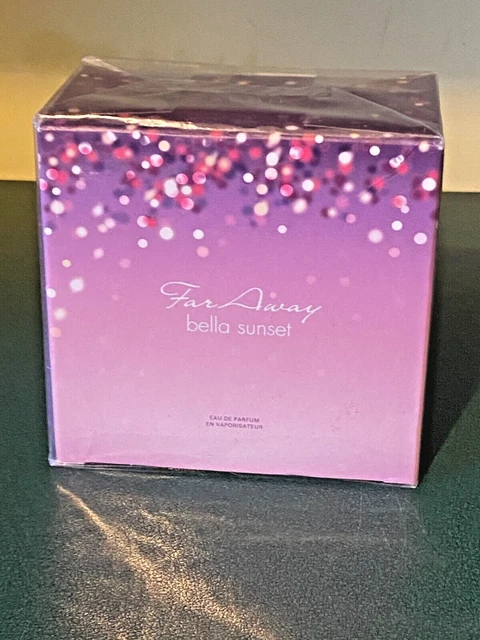 Far Away
bella sunset
EAU DE PARFUM
EN VAPORISATEUR